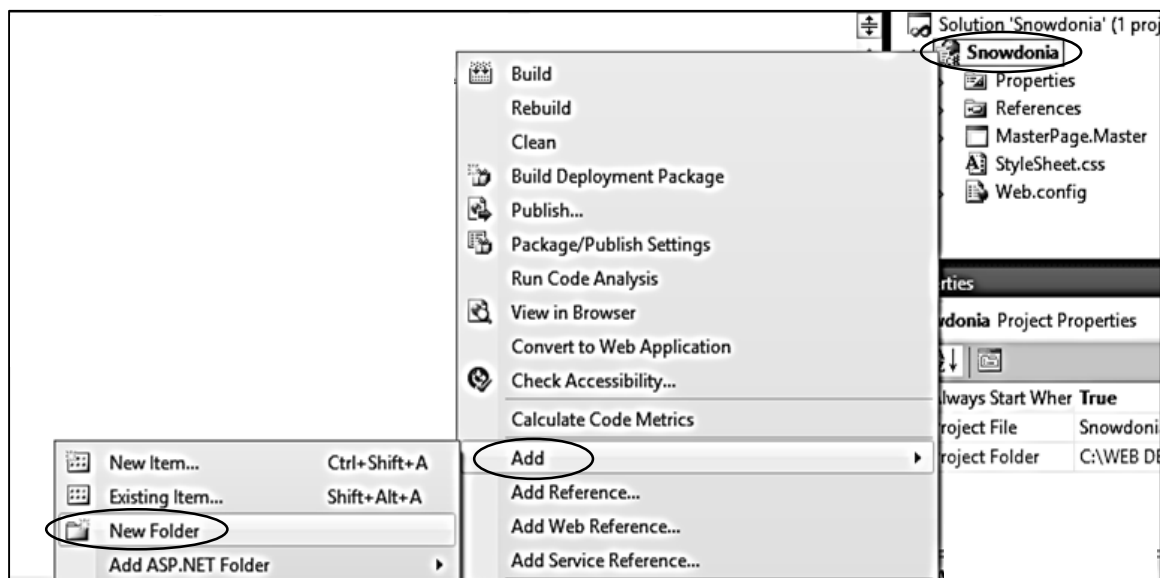 Solution 'Snowdonia' (1 proj
Snowdonia
Properties
References
MasterPage.Master
StyleSheet.css
Web.config
Build
Rebuild
Clean
Build Deployment Package
Publish...
Package/Publish Settings
Run Code Analysis
View in Browser
Convert to Web Application
Check Accessibility...
Calculate Code Metrics
Add
Add Reference...
Add Web Reference...
Add Service Reference...
New Item... Ctrl+Shift+A
Existing Item... Shift+Alt+A
New Folder
Add ASP.NET Folder
rties
wdonia Project Properties
lways Start Wher True
roject File Snowdoni
roject Folder C:\WEB DE